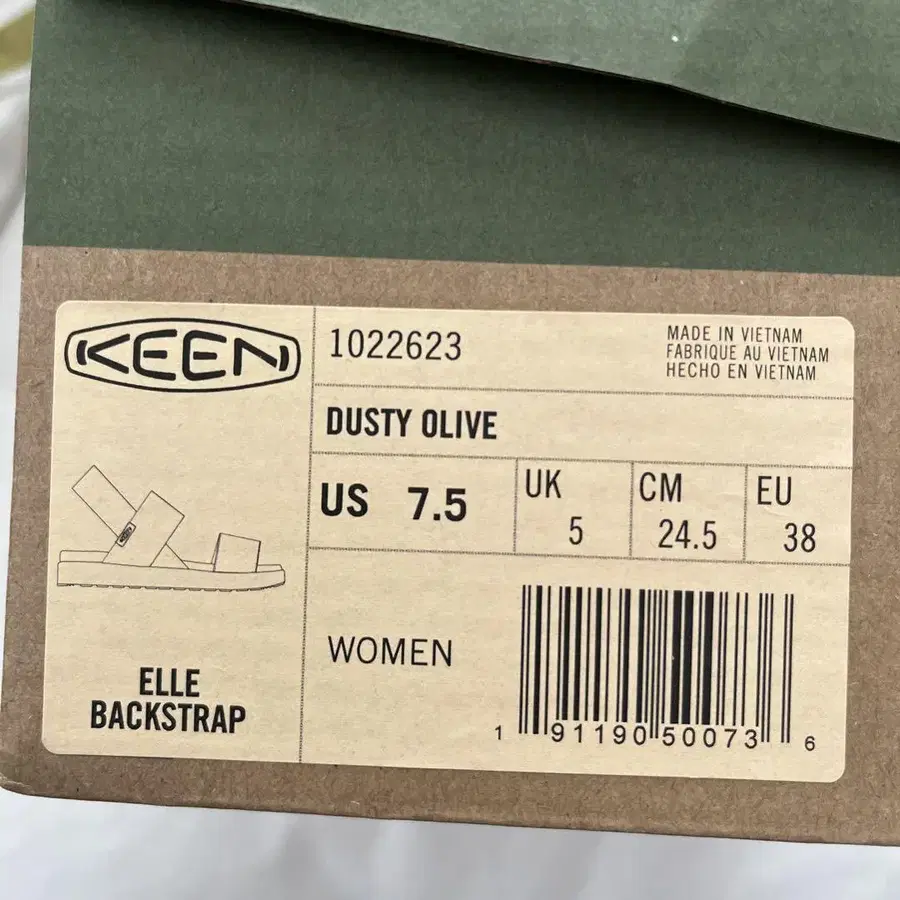 KEEN
1022623
MADE IN VIETNAM
FABRIQUE AU VIETNAM
HECHO EN VIETNAM
DUSTY OLIVE
US 7.5
UK
5
CM
24.5
EU
38
KEEN
ELLE
BACKSTRAP
WOMEN
1 91190 50073 6